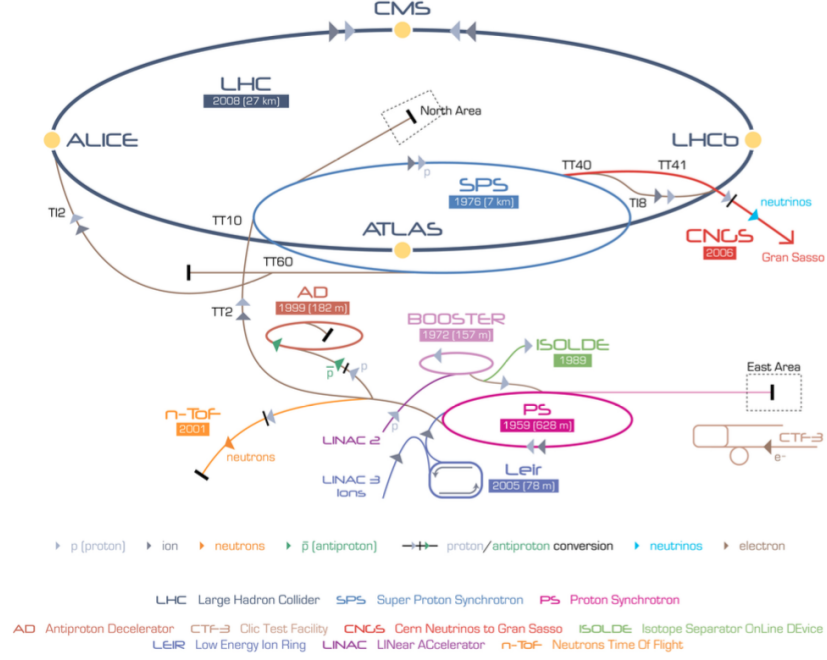 CMS
LHC
2008 (27 km)
North Area
ALICE
LHCb
TT40
TT41
p
SPS
1976 (7 km)
TI8
neutrinos
TI2
TT10
ATLAS
CNGS
2006
Gran Sasso
TT60
AD
1999 (182 m)
TT2
BOOSTER
1972 (157 m)
ISOLDE
1989
East Area
p̅
p
n-ToF
2001
LINAC 2
p
PS
1959 (628 m)
CTF-3
e-
neutrons
LINAC 3
Ions
Leir
2005 (78 m)
p (proton) ion neutrons p̅ (antiproton) proton/antiproton conversion neutrinos electron
LHC Large Hadron Collider SPS Super Proton Synchrotron PS Proton Synchrotron
AD Antiproton Decelerator CTF-3 Clic Test Facility CNGS Cern Neutrinos to Gran Sasso ISOLDE Isotope Separator OnLine DEvice
LEIR Low Energy Ion Ring LINAC LINear ACcelerator n-ToF Neutrons Time Of Flight